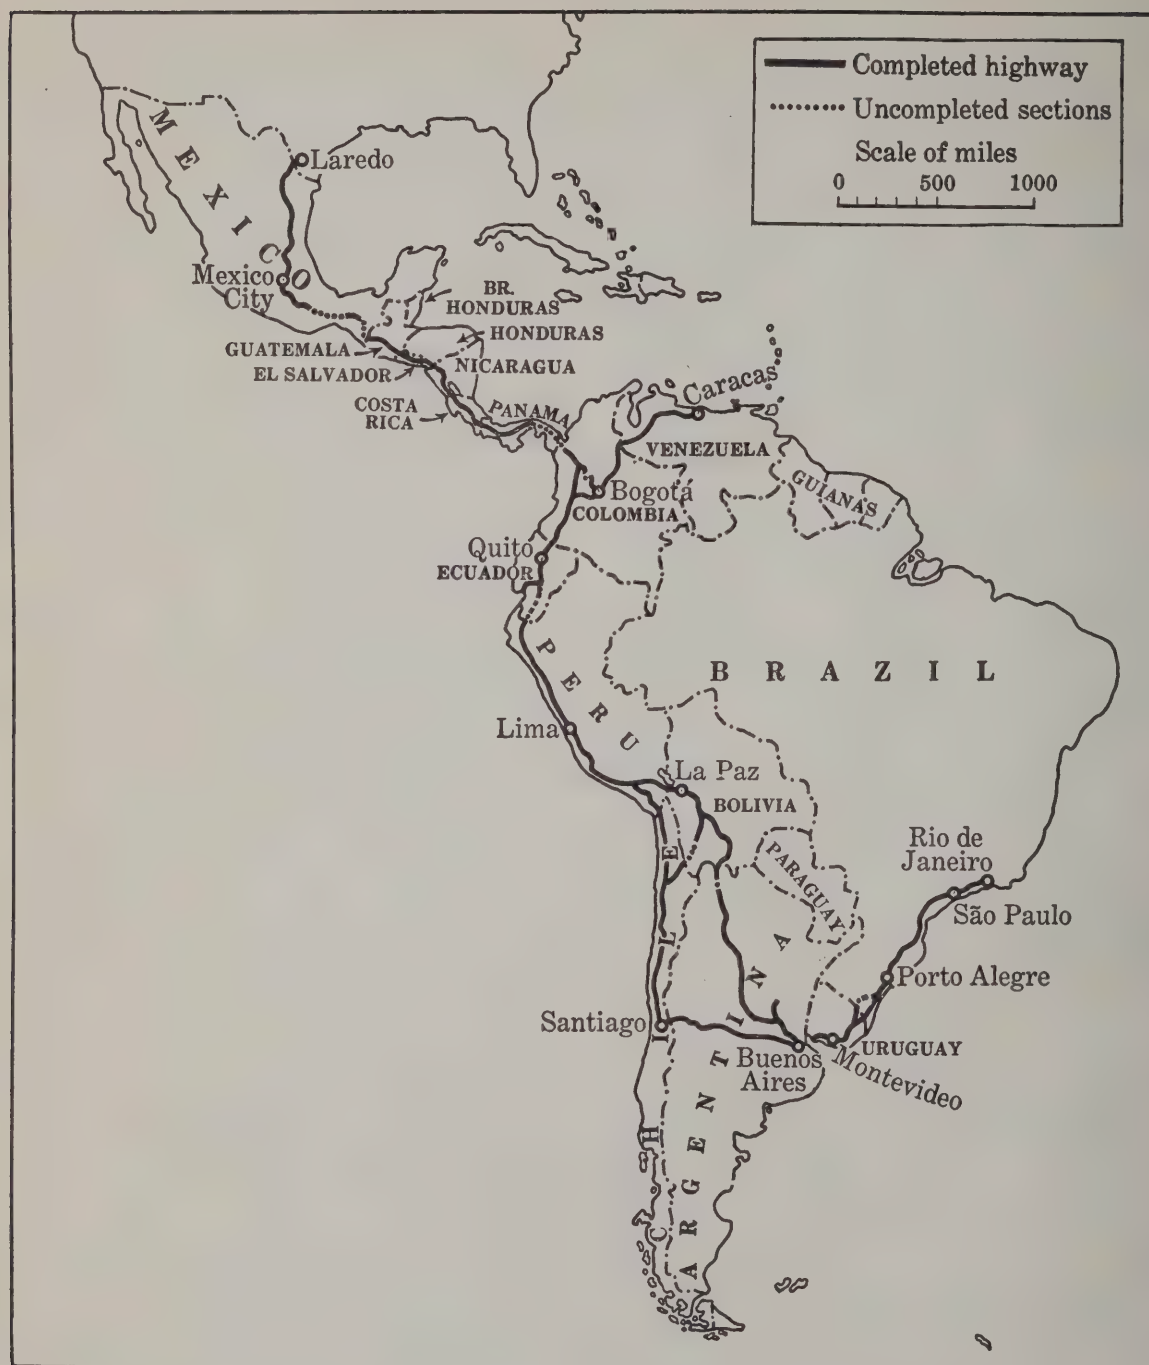 Completed highway
Uncompleted sections
Scale of miles
0 500 1000
MEXICO
Laredo
Mexico
City
BR.
HONDURAS
HONDURAS
GUATEMALA
EL SALVADOR
NICARAGUA
COSTA
RICA
PANAMA
Caracas
VENEZUELA
GUIANAS
Bogotá
COLOMBIA
Quito
ECUADOR
PERU
BRAZIL
Lima
La Paz
BOLIVIA
PARAGUAY
Rio de
Janeiro
São Paulo
Porto Alegre
Santiago
CHILE
ARGENTINA
Buenos
Aires
URUGUAY
Montevideo